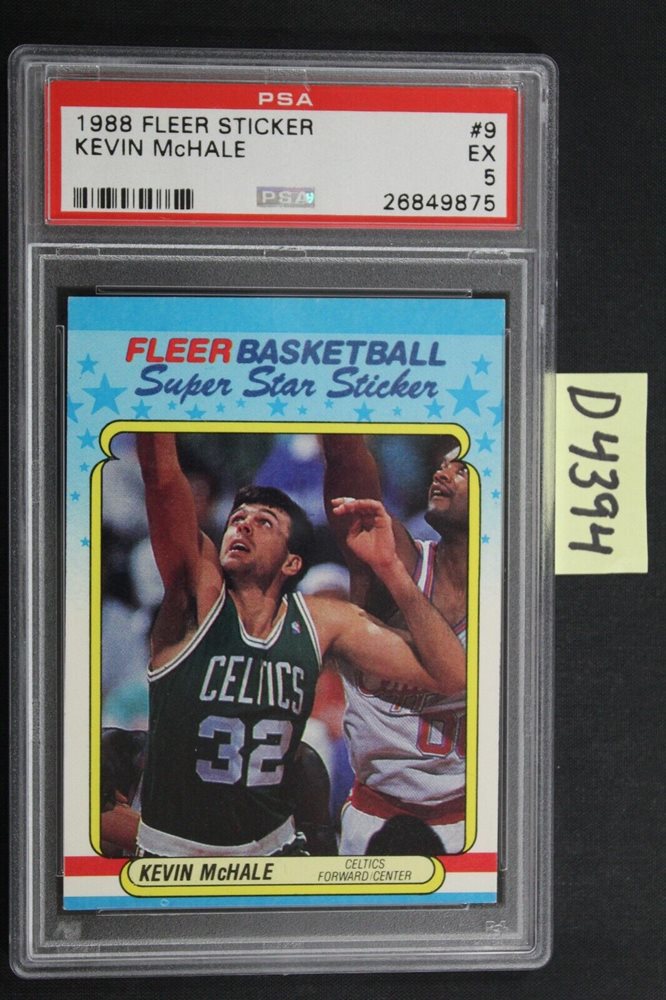 PSA
1988 FLEER STICKER #9
KEVIN McHALE EX
5
PSA 26849875
FLEER BASKETBALL
Super Star Sticker
CELTICS
32
KEVIN McHALE
CELTICS
FORWARD/CENTER
D4394